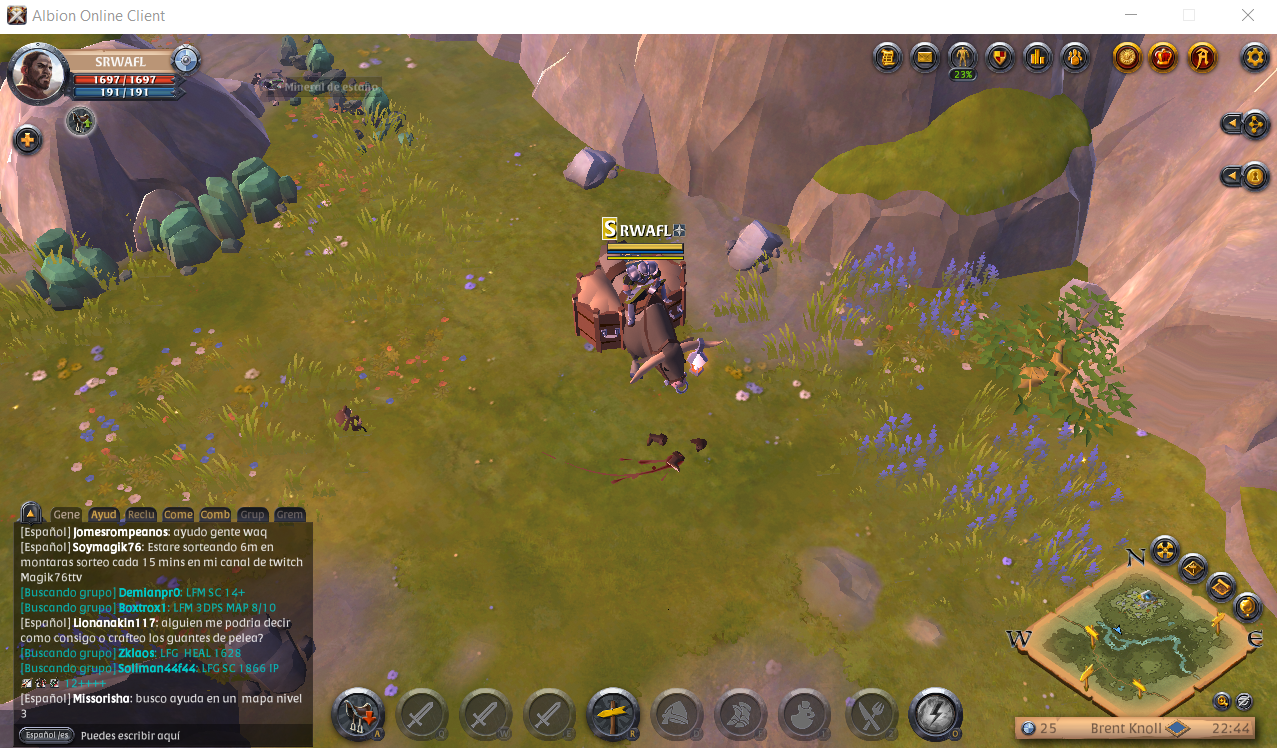 Albion Online Client
SRWAFL
1697 / 1697
191 / 191
23%
Mineral de estaño
SRWAFL
Gene Ayud Reclu Come Comb Grup Grem
[Español] Jomesrompeanos: ayudo gente waq
[Español] Soymagik76: Estare sorteando 6m en
montaras sorteo cada 15 mins en mi canal de twitch
Magik76ttv
[Buscando grupo] Demianpr0: LFM SC 14+
[Buscando grupo] Boxtrox1: LFM 3DPS MAP 8/10
[Español] Lionanakin117: alguien me podria decir
como consigo o crafteo los guantes de pelea?
[Buscando grupo] Zklaos: LFG HEAL 1628
[Buscando grupo] Soliman44f44: LFG SC 1866 IP
12++++
[Español] Missorisha: busco ayuda en un mapa nivel
3
Español /es Puedes escribir aquí
A Q W E R D F
O
N
W E
25 Brent Knoll 22:44